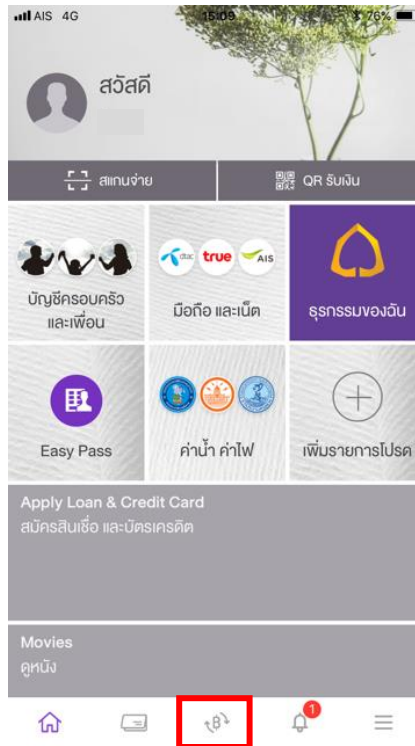 AIS 4G 15:09 76%
สวัสดี
สแกนจ่าย QR รับเงิน
dtac true AIS
บัญชีครอบครัว
และเพื่อน
มือถือ และเน็ต
ธุรกรรมของฉัน
Easy Pass
ค่าน้ำ ค่าไฟ
เพิ่มรายการโปรด
Apply Loan & Credit Card
สมัครสินเชื่อ และบัตรเครดิต
Movies
ดูหนัง
฿
1